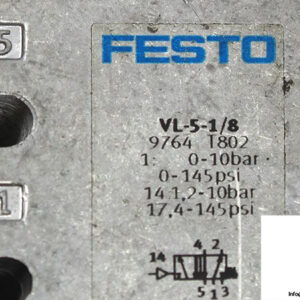 5
FESTO
VL-5-1/8
9764 T802
1: 0-10bar
0-145psi
14:1,2-10bar
17,4-145psi
1
14 4 2
5 1 3